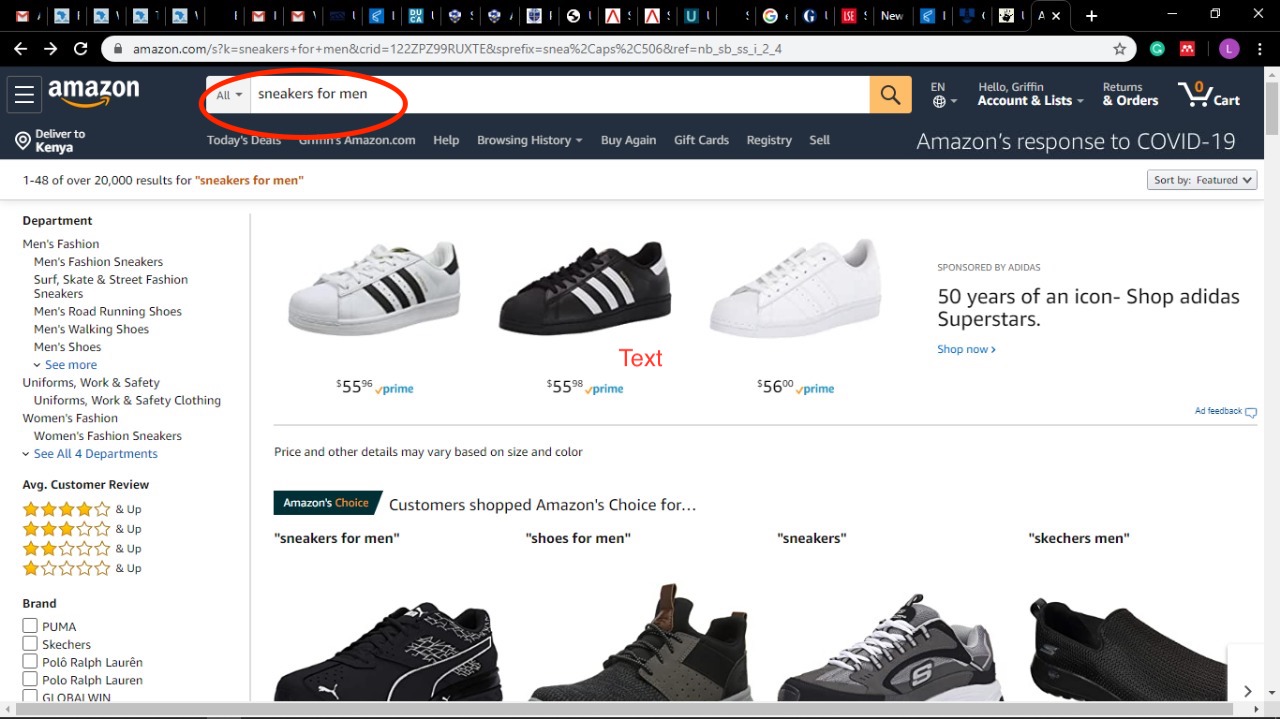 amazon.com/s?k=sneakers+for+men&crid=122ZPZ99RUXTE&sprefix=snea%2Caps%2C506&ref=nb_sb_ss_i_2_4
amazon
All
sneakers for men
EN
Hello, Griffin
Account & Lists
Returns
& Orders
0
Cart
Deliver to
Kenya
Today's Deals
Griffin's Amazon.com
Help
Browsing History
Buy Again
Gift Cards
Registry
Sell
Amazon's response to COVID-19
1-48 of over 20,000 results for "sneakers for men"
Sort by: Featured
Department
Men's Fashion
Men's Fashion Sneakers
Surf, Skate & Street Fashion
Sneakers
Men's Road Running Shoes
Men's Walking Shoes
Men's Shoes
See more
Uniforms, Work & Safety
Uniforms, Work & Safety Clothing
Women's Fashion
Women's Fashion Sneakers
See All 4 Departments
Avg. Customer Review
& Up
& Up
& Up
& Up
Brand
PUMA
Skechers
Polô Ralph Laurên
Polo Ralph Lauren
GLOBALWIN
SPONSORED BY ADIDAS
50 years of an icon- Shop adidas
Superstars.
Shop now
Text
$55 96 prime
$55 98 prime
$56 00 prime
Ad feedback
Price and other details may vary based on size and color
Amazon's Choice
Customers shopped Amazon's Choice for…
"sneakers for men"
"shoes for men"
"sneakers"
"skechers men"